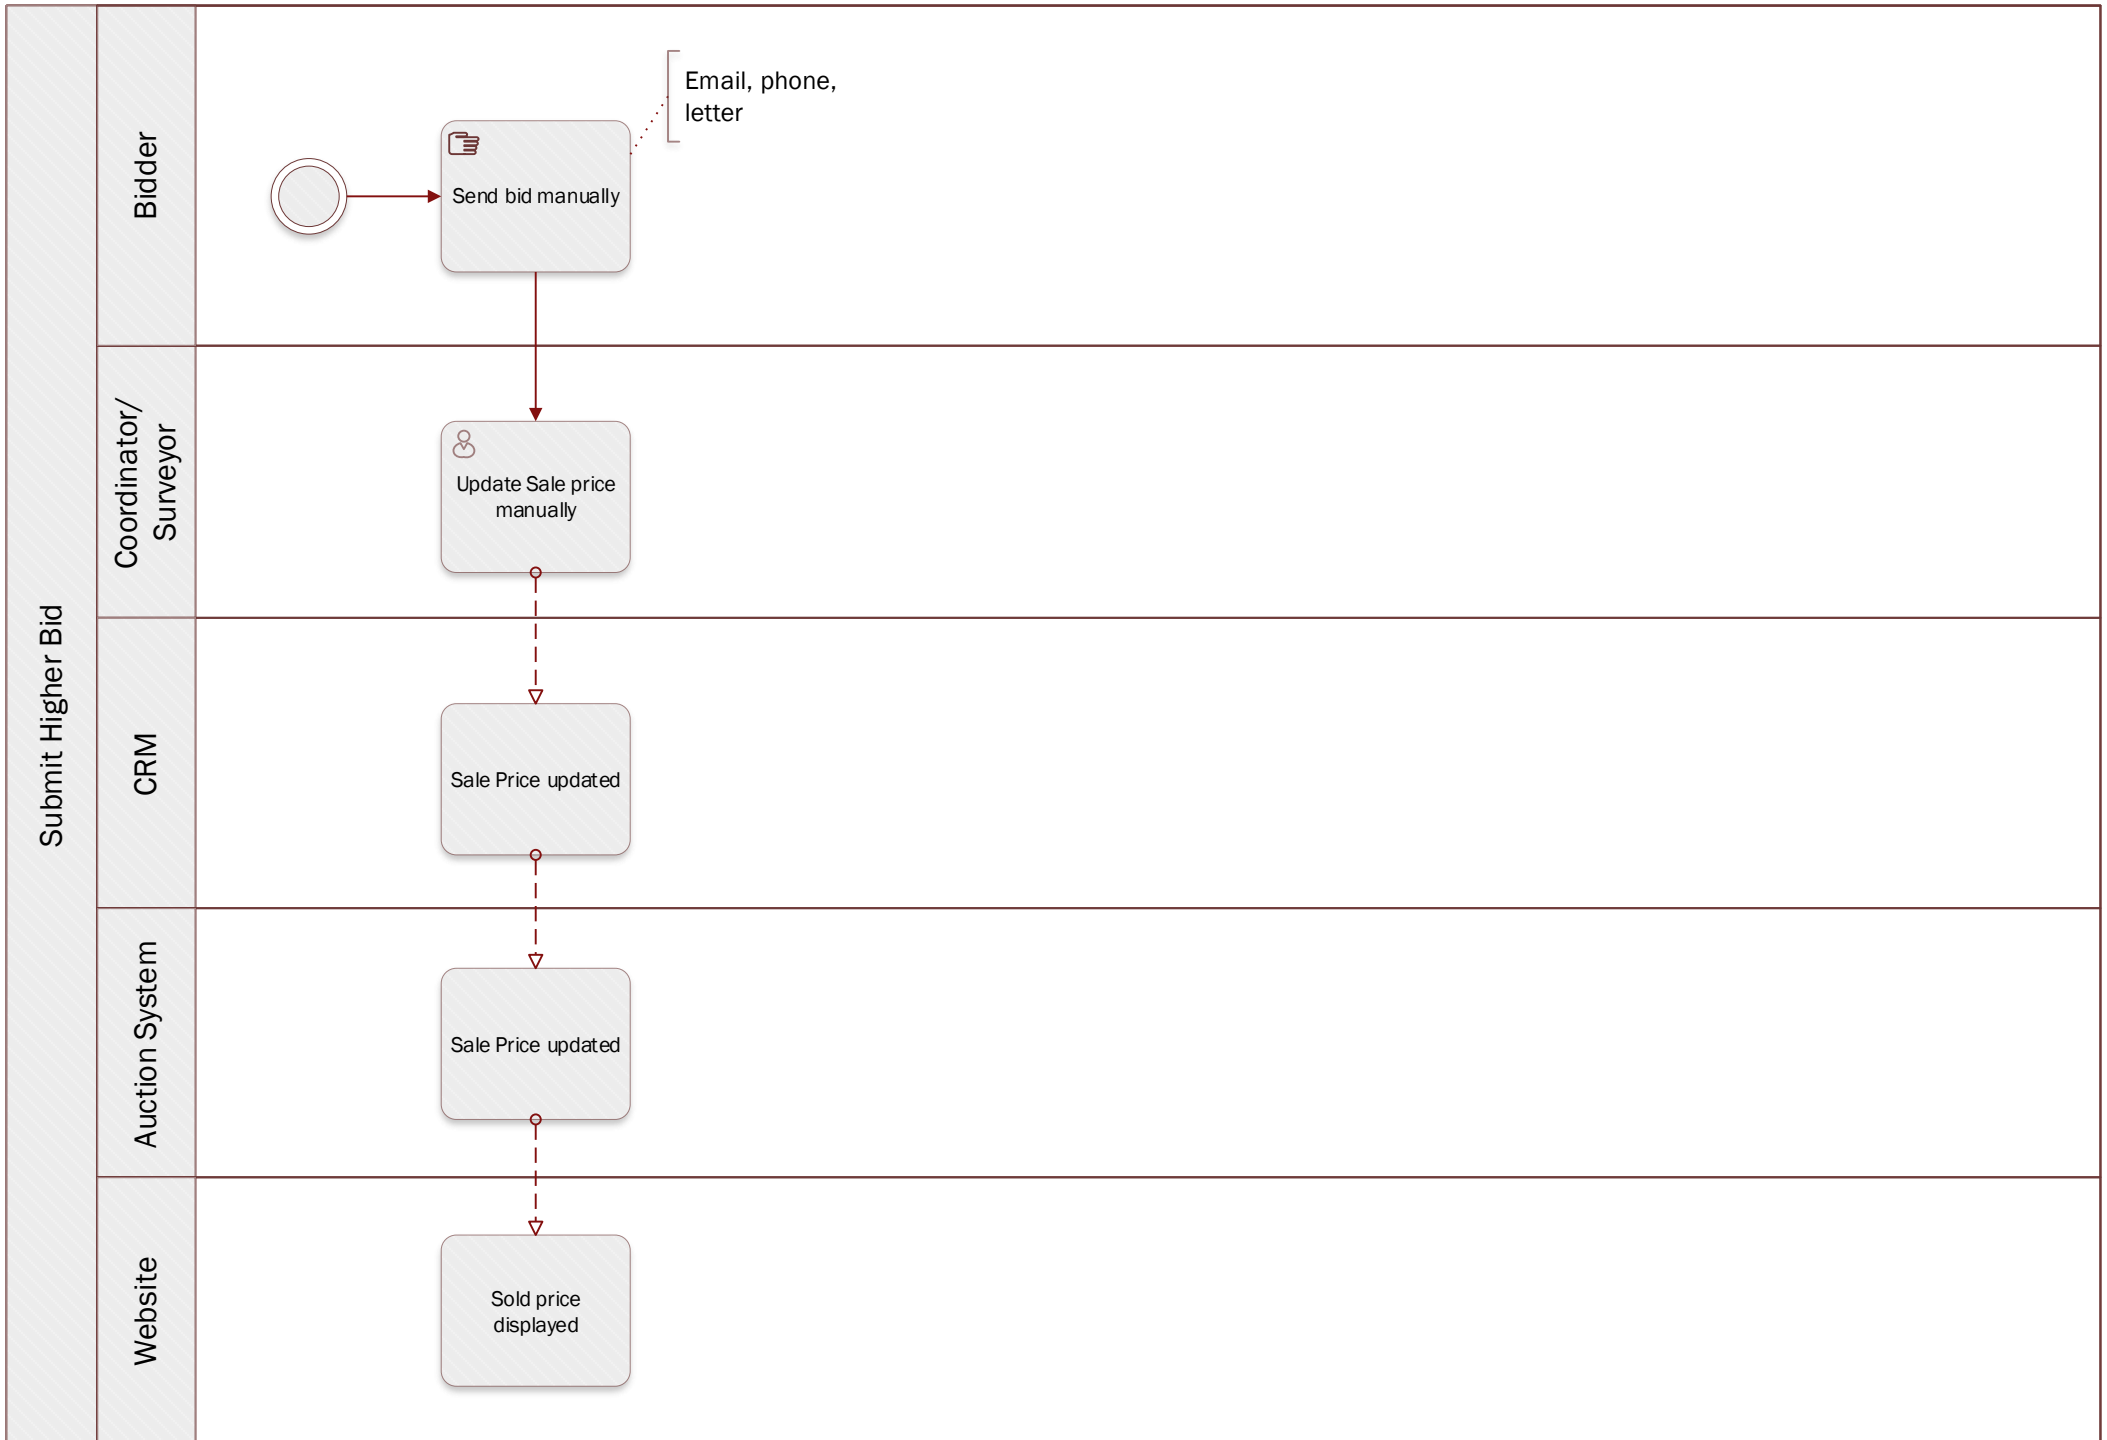 Submit Higher Bid
Bidder
Email, phone,
letter
Send bid manually
Coordinator/
Surveyor
Update Sale price
manually
CRM
Sale Price updated
Auction System
Sale Price updated
Website
Sold price
displayed